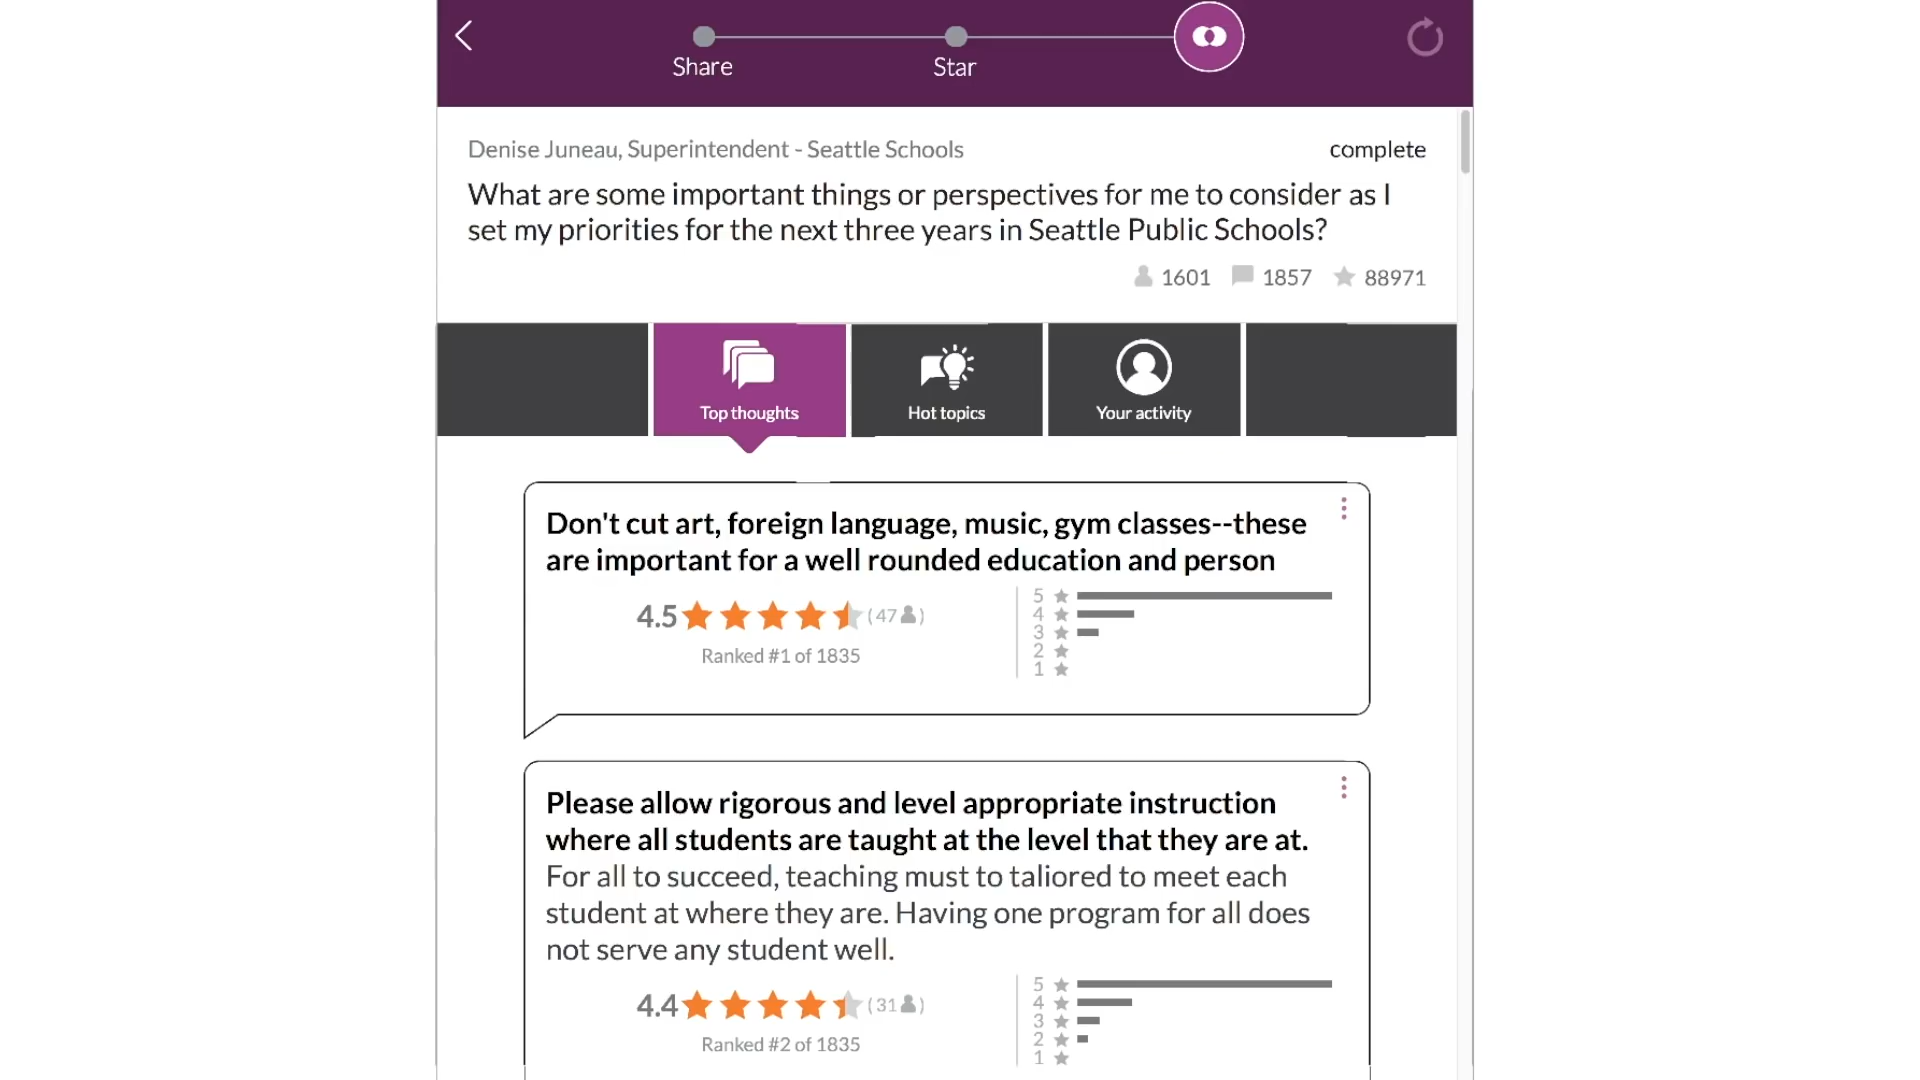 Share
Star
Denise Juneau, Superintendent - Seattle Schools
complete
What are some important things or perspectives for me to consider as I
set my priorities for the next three years in Seattle Public Schools?
1601 1857 88971
Top thoughts
Hot topics
Your activity
Don't cut art, foreign language, music, gym classes--these
are important for a well rounded education and person
4.5 (47)
Ranked #1 of 1835
5
4
3
2
1
Please allow rigorous and level appropriate instruction
where all students are taught at the level that they are at.
For all to succeed, teaching must to taliored to meet each
student at where they are. Having one program for all does
not serve any student well.
4.4 (31)
Ranked #2 of 1835
5
4
3
2
1